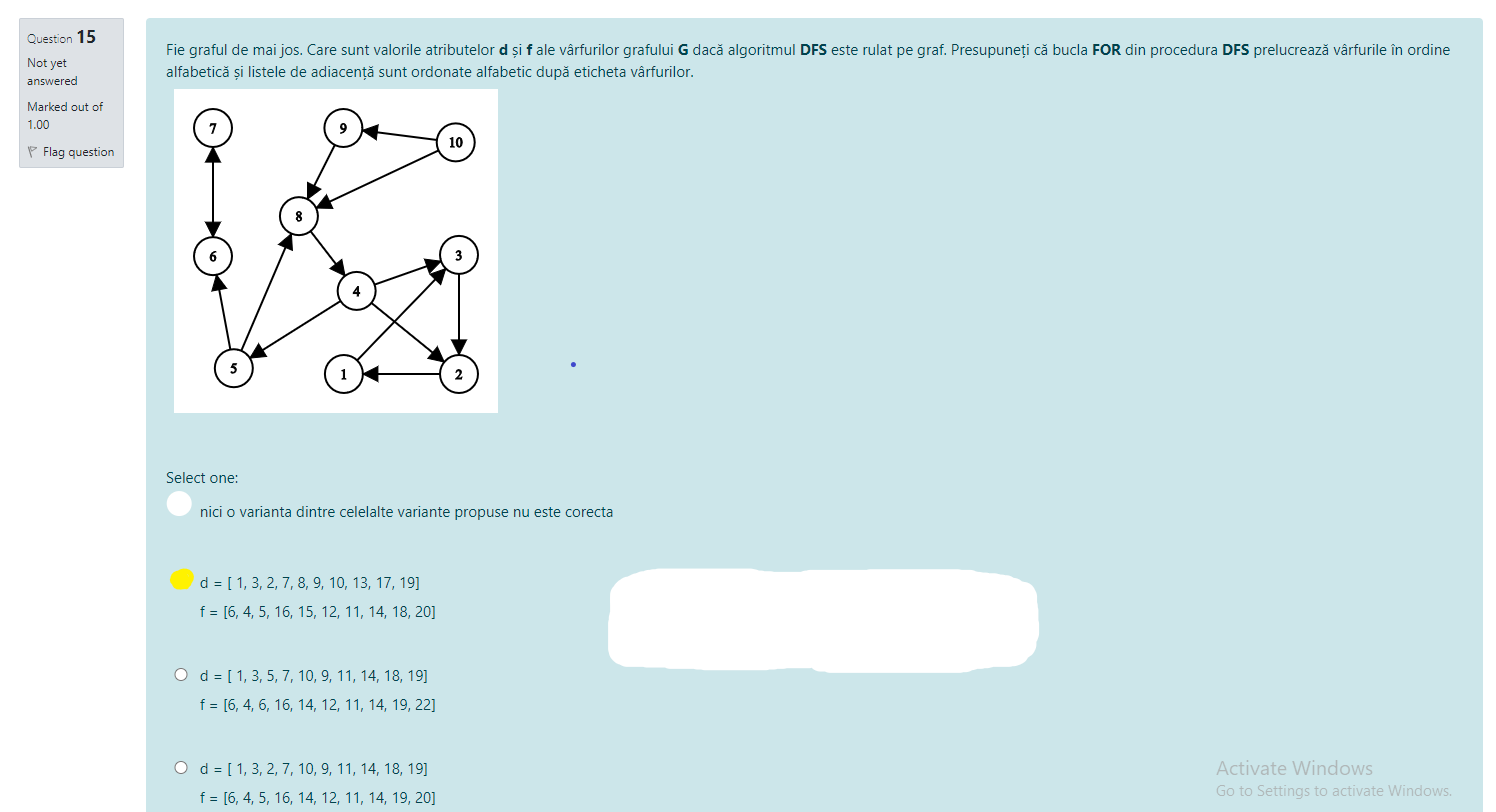 Question 15
Not yet
answered
Marked out of
1.00
Flag question
Fie graful de mai jos. Care sunt valorile atributelor d și f ale vârfurilor grafului G dacă algoritmul DFS este rulat pe graf. Presupuneți că bucla FOR din procedura DFS prelucrează vârfurile în ordine
alfabetică și listele de adiacență sunt ordonate alfabetic după eticheta vârfurilor.
7
9
10
8
6
3
4
5
1
2
Select one:
nici o varianta dintre celelalte variante propuse nu este corecta
d = [ 1, 3, 2, 7, 8, 9, 10, 13, 17, 19]
f = [6, 4, 5, 16, 15, 12, 11, 14, 18, 20]
d = [ 1, 3, 5, 7, 10, 9, 11, 14, 18, 19]
f = [6, 4, 6, 16, 14, 12, 11, 14, 19, 22]
d = [ 1, 3, 2, 7, 10, 9, 11, 14, 18, 19]
f = [6, 4, 5, 16, 14, 12, 11, 14, 19, 20]
Activate Windows
Go to Settings to activate Windows.